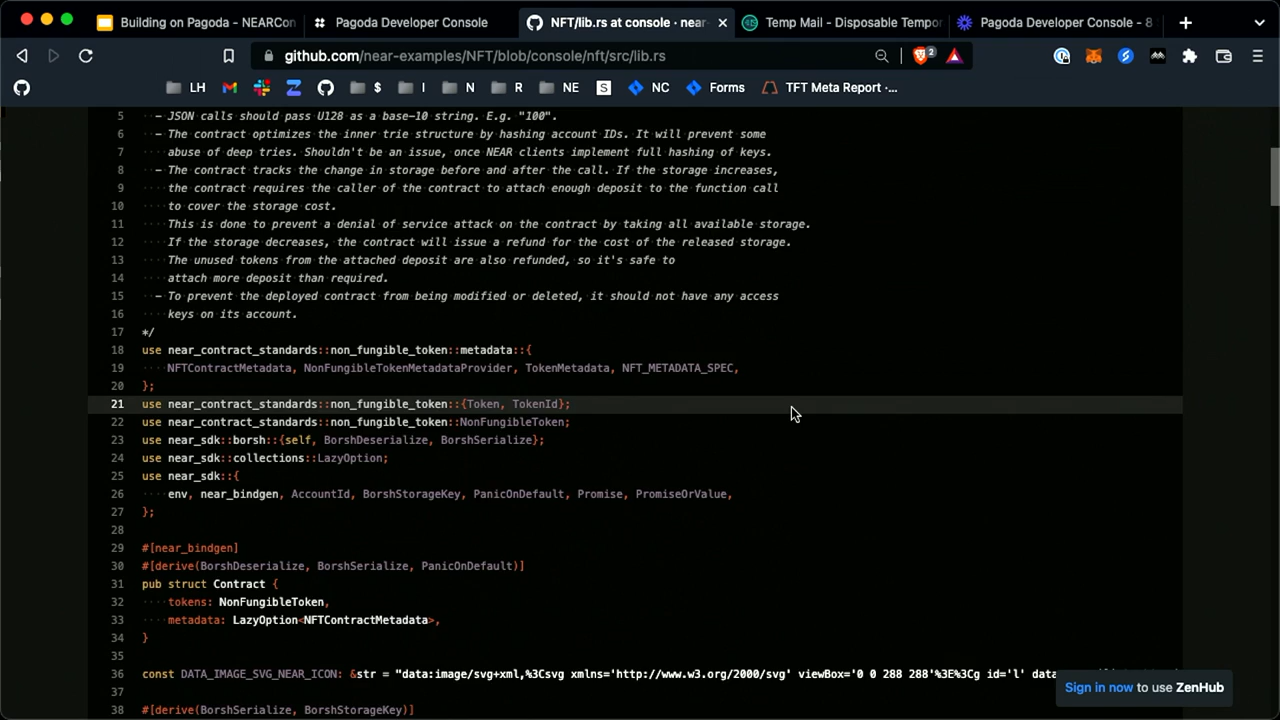 Building on Pagoda - NEARCon
Pagoda Developer Console
NFT/lib.rs at console · near-
Temp Mail - Disposable Tempor
Pagoda Developer Console - 8
github.com/near-examples/NFT/blob/console/nft/src/lib.rs
2
LH
$
I
N
R
NE
S
NC
Forms
TFT Meta Report -...
5 - JSON calls should pass U128 as a base-10 string. E.g. "100".
6 - The contract optimizes the inner trie structure by hashing account IDs. It will prevent some
7 abuse of deep tries. Shouldn't be an issue, once NEAR clients implement full hashing of keys.
8 - The contract tracks the change in storage before and after the call. If the storage increases,
9 the contract requires the caller of the contract to attach enough deposit to the function call
10 to cover the storage cost.
11 This is done to prevent a denial of service attack on the contract by taking all available storage.
12 If the storage decreases, the contract will issue a refund for the cost of the released storage.
13 The unused tokens from the attached deposit are also refunded, so it's safe to
14 attach more deposit than required.
15 - To prevent the deployed contract from being modified or deleted, it should not have any access
16 keys on its account.
17 */
18 use near_contract_standards::non_fungible_token::metadata::{
19 NFTContractMetadata, NonFungibleTokenMetadataProvider, TokenMetadata, NFT_METADATA_SPEC,
20 };
21 use near_contract_standards::non_fungible_token::{Token, TokenId};
22 use near_contract_standards::non_fungible_token::NonFungibleToken;
23 use near_sdk::borsh::{self, BorshDeserialize, BorshSerialize};
24 use near_sdk::collections::LazyOption;
25 use near_sdk::{
26 env, near_bindgen, AccountId, BorshStorageKey, PanicOnDefault, Promise, PromiseOrValue,
27 };
28
29 #[near_bindgen]
30 #[derive(BorshDeserialize, BorshSerialize, PanicOnDefault)]
31 pub struct Contract {
32 tokens: NonFungibleToken,
33 metadata: LazyOption<NFTContractMetadata>,
34 }
35
36 const DATA_IMAGE_SVG_NEAR_ICON: &str = "data:image/svg+xml,%3Csvg xmlns='http://www.w3.org/2000/svg' viewBox='0 0 288 288'%3E%3Cg id='l' data
37
38 #[derive(BorshSerialize, BorshStorageKey)]
Sign in now to use ZenHub